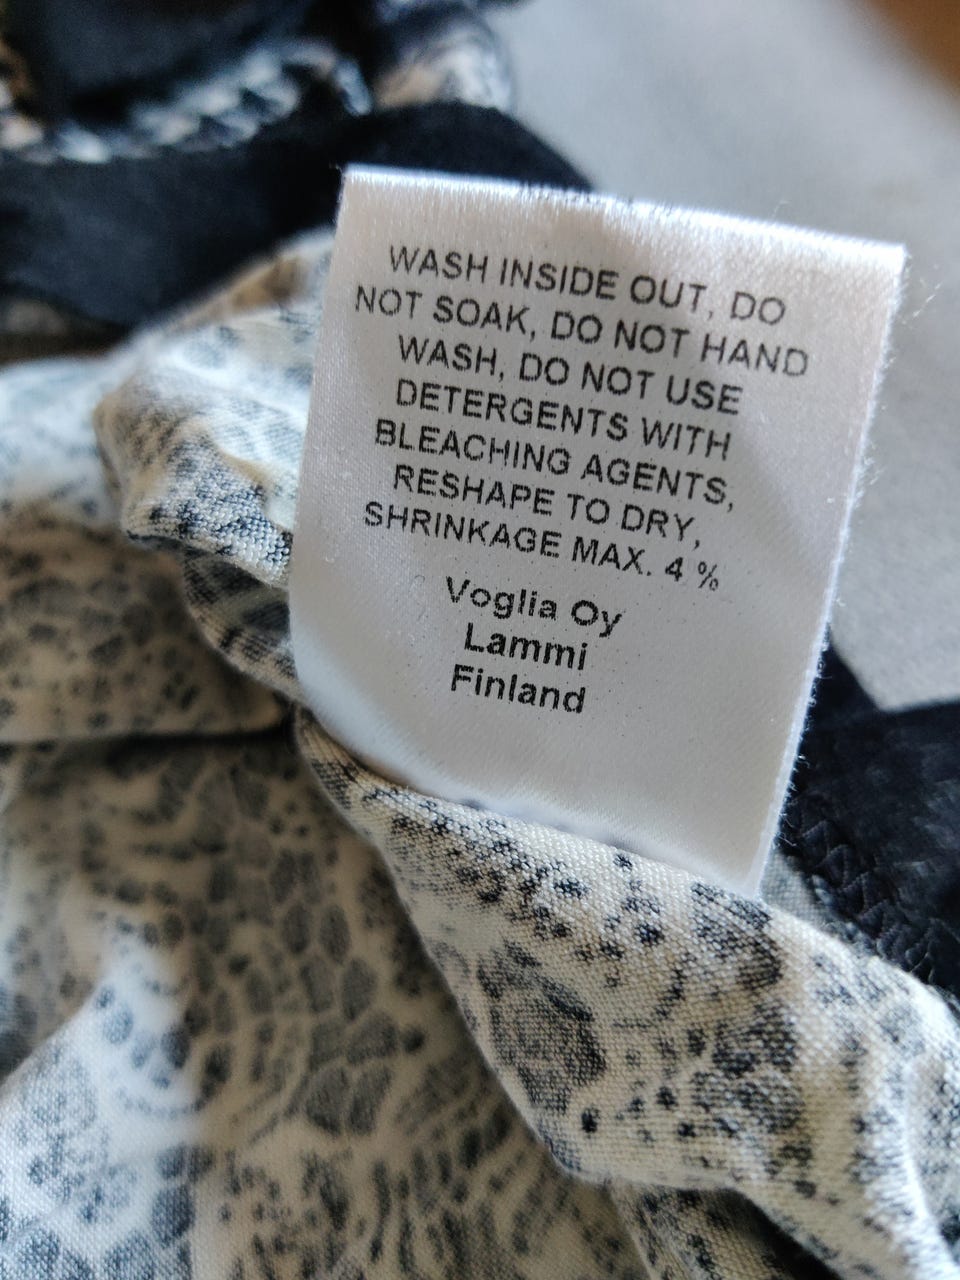 WASH INSIDE OUT, DO
NOT SOAK, DO NOT HAND
WASH, DO NOT USE
DETERGENTS WITH
BLEACHING AGENTS,
RESHAPE TO DRY,
SHRINKAGE MAX. 4 %
Voglia Oy
Lammi
Finland